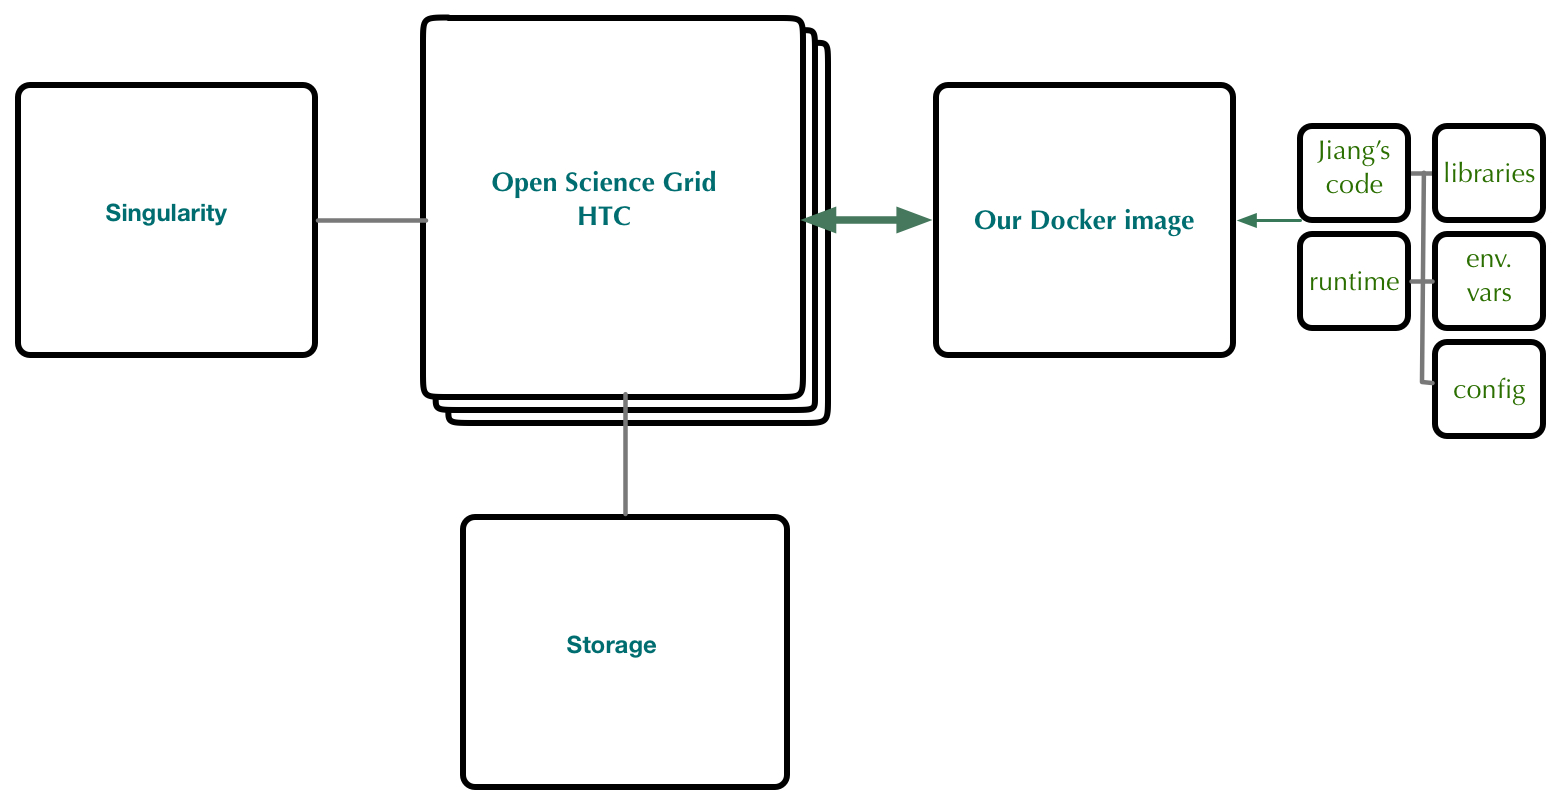 Singularity
Open Science Grid
HTC
Our Docker image
Jiang’s
code
libraries
runtime
env.
vars
config
Storage